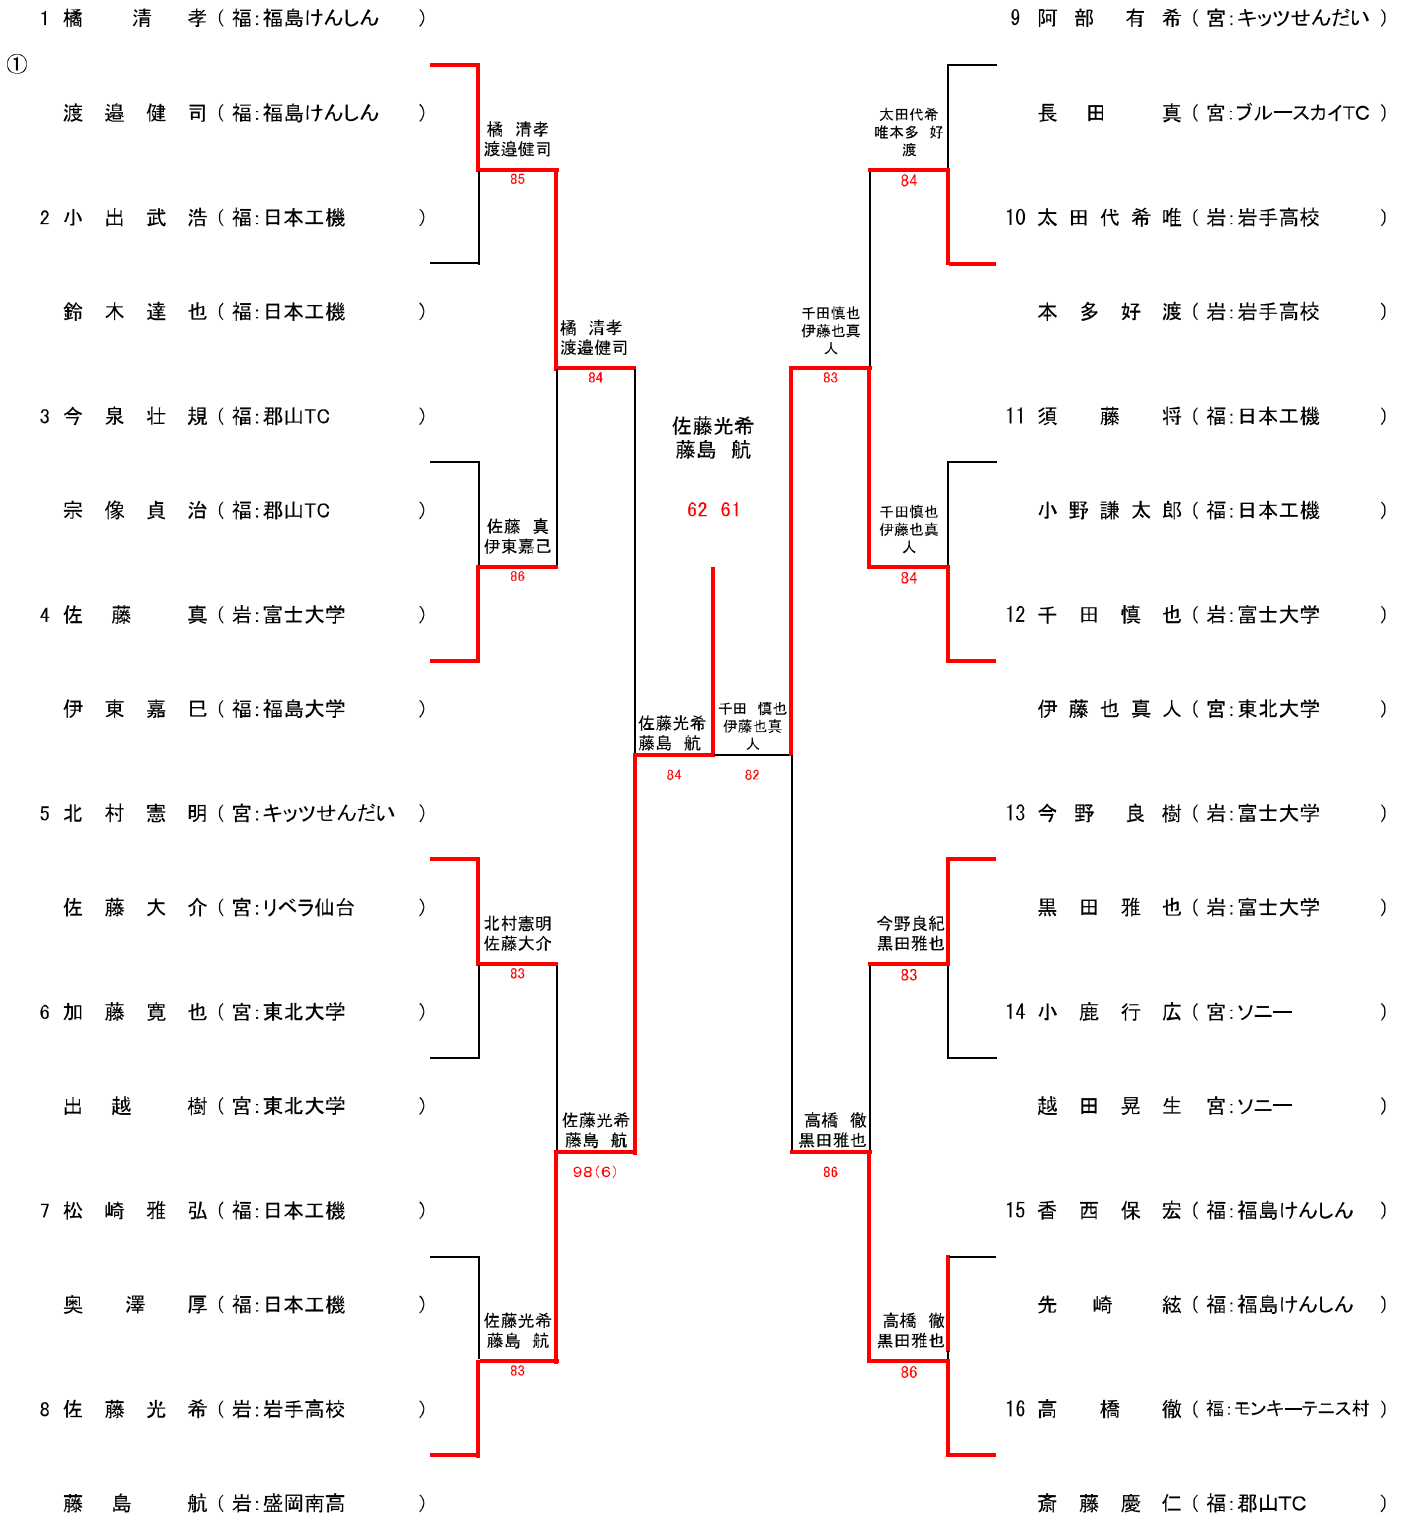 1 橘 清 孝 ( 福:福島けんしん )
①
渡 邉 健 司 ( 福:福島けんしん )
2 小 出 武 浩 ( 福:日本工機 )
鈴 木 達 也 ( 福:日本工機 )
3 今 泉 壮 規 ( 福:郡山TC )
宗 像 貞 治 ( 福:郡山TC )
4 佐 藤 真 ( 岩:富士大学 )
伊 東 嘉 巳 ( 福:福島大学 )
5 北 村 憲 明 ( 宮:キッツせんだい )
佐 藤 大 介 ( 宮:リベラ仙台 )
6 加 藤 寛 也 ( 宮:東北大学 )
出 越 樹 ( 宮:東北大学 )
7 松 崎 雅 弘 ( 福:日本工機 )
奥 澤 厚 ( 福:日本工機 )
8 佐 藤 光 希 ( 岩:岩手高校 )
藤 島 航 ( 岩:盛岡南高 )
橘 清孝
渡邉健司
85
佐藤 真
伊東嘉己
86
北村憲明
佐藤大介
83
佐藤光希
藤島 航
83
橘 清孝
渡邉健司
84
佐藤光希
藤島 航
98(6)
佐藤光希
藤島 航
84
佐藤光希
藤島 航
62 61
千田 慎也
伊藤也真
人
82
千田慎也
伊藤也真
人
83
高橋 徹
黒田雅也
86
太田代希
唯本多 好
渡
84
千田慎也
伊藤也真
人
84
今野良紀
黒田雅也
83
高橋 徹
黒田雅也
86
9 阿 部 有 希 ( 宮:キッツせんだい )
長 田 真 ( 宮:ブルースカイTC )
10 太 田 代 希 唯 ( 岩:岩手高校 )
本 多 好 渡 ( 岩:岩手高校 )
11 須 藤 将 ( 福:日本工機 )
小 野 謙 太 郎 ( 福:日本工機 )
12 千 田 慎 也 ( 岩:富士大学 )
伊 藤 也 真 人 ( 宮:東北大学 )
13 今 野 良 樹 ( 岩:富士大学 )
黒 田 雅 也 ( 岩:富士大学 )
14 小 鹿 行 広 ( 宮:ソニー )
越 田 晃 生 宮:ソニー )
15 香 西 保 宏 ( 福:福島けんしん )
先 崎 絃 ( 福:福島けんしん )
16 高 橋 徹 ( 福:モンキーテニス村 )
斎 藤 慶 仁 ( 福:郡山TC )